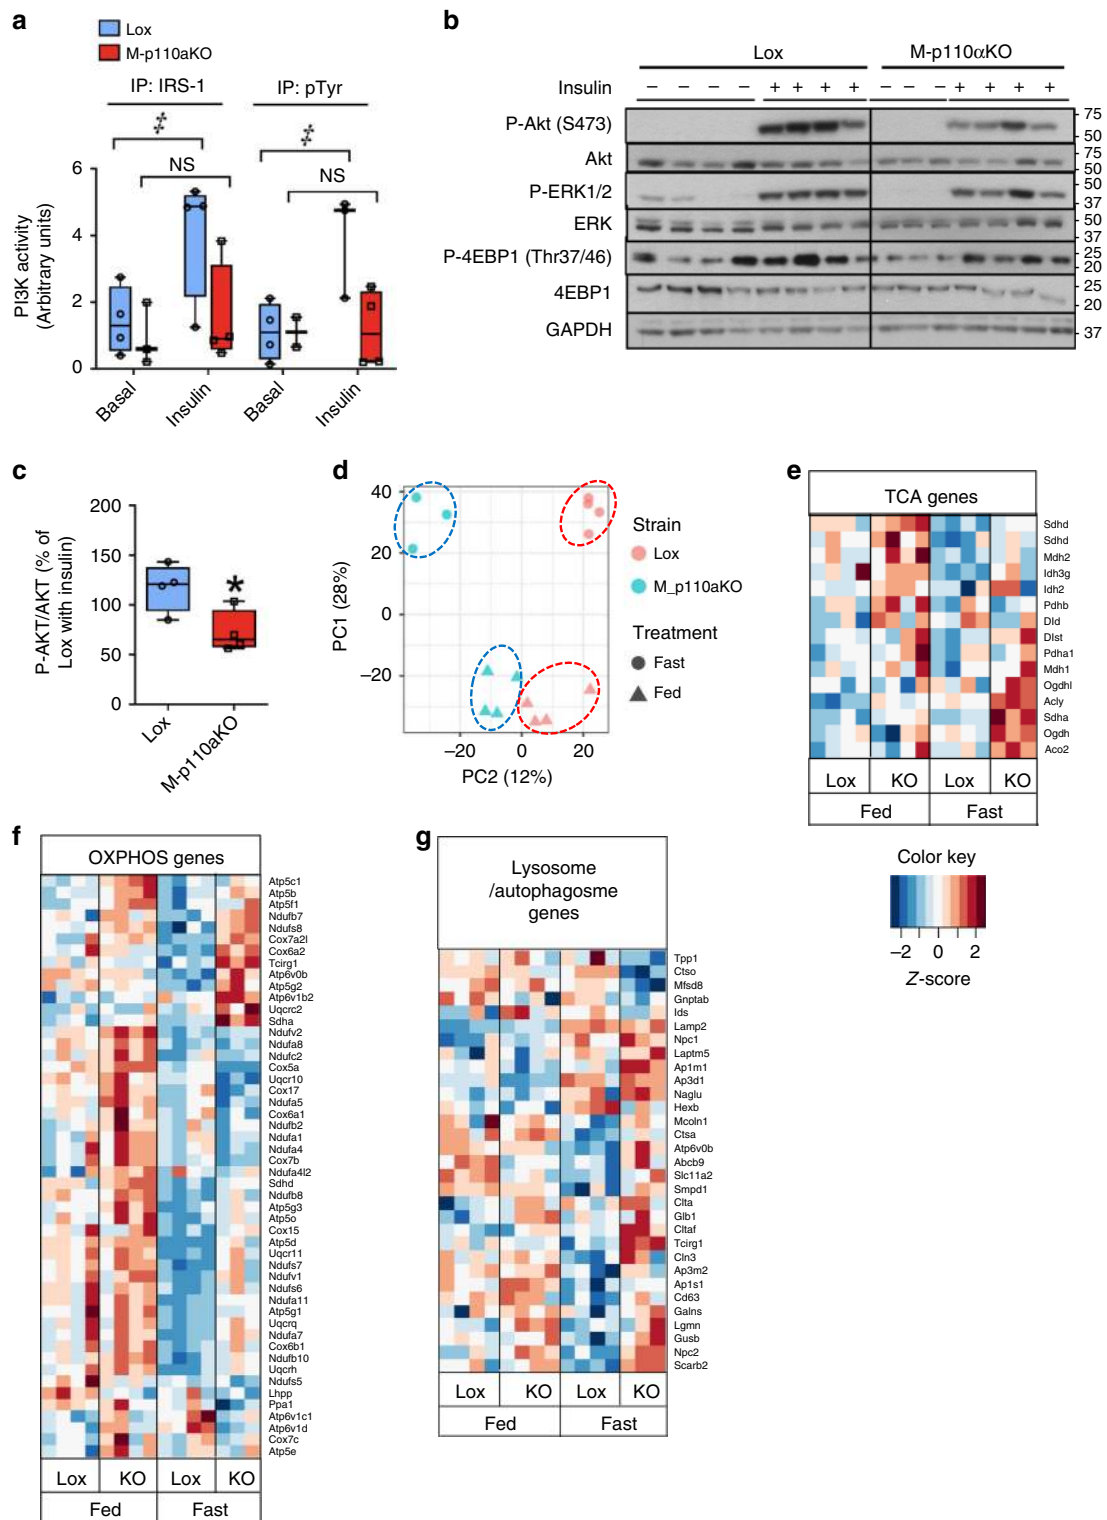 a
Lox
M-p110aKO
IP: IRS-1
IP: pTyr
‡
‡
NS
NS
PI3K activity
(Arbitrary units)
6
4
2
0
Basal
Insulin
Basal
Insulin
b
Lox
M-p110αKO
Insulin
– – – – + + + + – – – + + + +
P-Akt (S473)
75
50
Akt
75
50
P-ERK1/2
50
37
ERK
50
37
P-4EBP1 (Thr37/46)
25
20
4EBP1
25
20
GAPDH
37
c
P-AKT/AKT (% of
Lox with insulin)
200
150
100
50
0
*
Lox
M-p110aKO
d
PC1 (28%)
40
20
0
–20
–20
0
20
PC2 (12%)
Strain
Lox
M_p110aKO
Treatment
Fast
Fed
e
TCA genes
Sdhd
Sdhd
Mdh2
Idh3g
Idh2
Pdhb
Dld
Dlst
Pdha1
Mdh1
Ogdhl
Acly
Sdha
Ogdh
Aco2
Lox
KO
Lox
KO
Fed
Fast
Color key
–2
0
2
Z-score
f
OXPHOS genes
Atp5c1
Atp5b
Atp5f1
Ndufb7
Ndufs8
Cox7a2l
Cox6a2
Tcirg1
Atp6v0b
Atp5g2
Atp6v1b2
Uqcrc2
Sdha
Ndufv2
Ndufa8
Ndufc2
Cox5a
Uqcr10
Cox17
Ndufa5
Cox6a1
Ndufb2
Ndufa1
Ndufa4
Cox7b
Ndufa4l2
Sdhd
Ndufb8
Atp5g3
Atp5o
Cox15
Atp5d
Uqcr11
Ndufs7
Ndufv1
Ndufs6
Ndufa11
Atp5g1
Uqcrq
Ndufa7
Cox6b1
Ndufb10
Uqcrh
Ndufs5
Lhpp
Ppa1
Atp6v1c1
Atp6v1d
Cox7c
Atp5e
Lox
KO
Lox
KO
Fed
Fast
g
Lysosome
/autophagosme
genes
Tpp1
Ctso
Mfsd8
Gnptab
Ids
Lamp2
Npc1
Laptm5
Ap1m1
Ap3d1
Naglu
Hexb
Mcoln1
Ctsa
Atp6v0b
Abcb9
Slc11a2
Smpd1
Clta
Glb1
Cltaf
Tcirg1
Cln3
Ap3m2
Ap1s1
Cd63
Galns
Lgmn
Gusb
Npc2
Scarb2
Lox
KO
Lox
KO
Fed
Fast